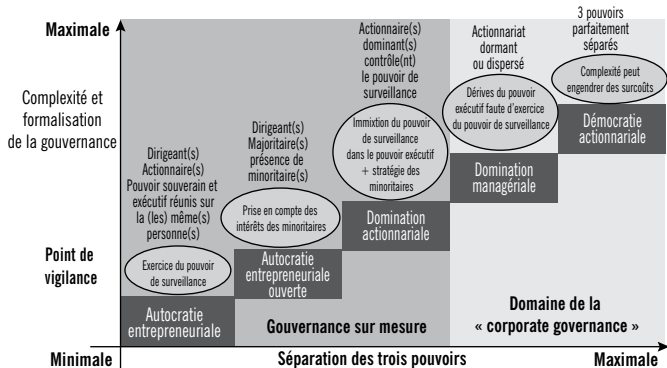 Maximale
Complexité et
formalisation
de la gouvernance
Point de
vigilance
Minimale
Dirigeant(s)
Actionnaire(s)
Pouvoir souverain et
exécutif réunis sur
la (les) même(s)
personne(s)
Exercice du pouvoir
de surveillance
Autocratie
entrepreneuriale
Dirigeant(s)
Majoritaire(s)
présence de
minoritaire(s)
Prise en compte des
intérêts des minoritaires
Autocratie
entrepreneuriale
ouverte
Actionnaire(s)
dominant(s)
contrôle(nt)
le pouvoir de
surveillance
Immixtion du pouvoir
de surveillance
dans le pouvoir exécutif
+ stratégie des
minoritaires
Domination
actionnariale
Actionnariat
dormant
ou dispersé
Dérives du pouvoir
exécutif faute d'exercice
du pouvoir de surveillance
Domination
managériale
3 pouvoirs
parfaitement
séparés
Complexité peut
engendrer des surcoûts
Démocratie
actionnariale
Gouvernance sur mesure
Domaine de la
« corporate governance »
Séparation des trois pouvoirs
Maximale